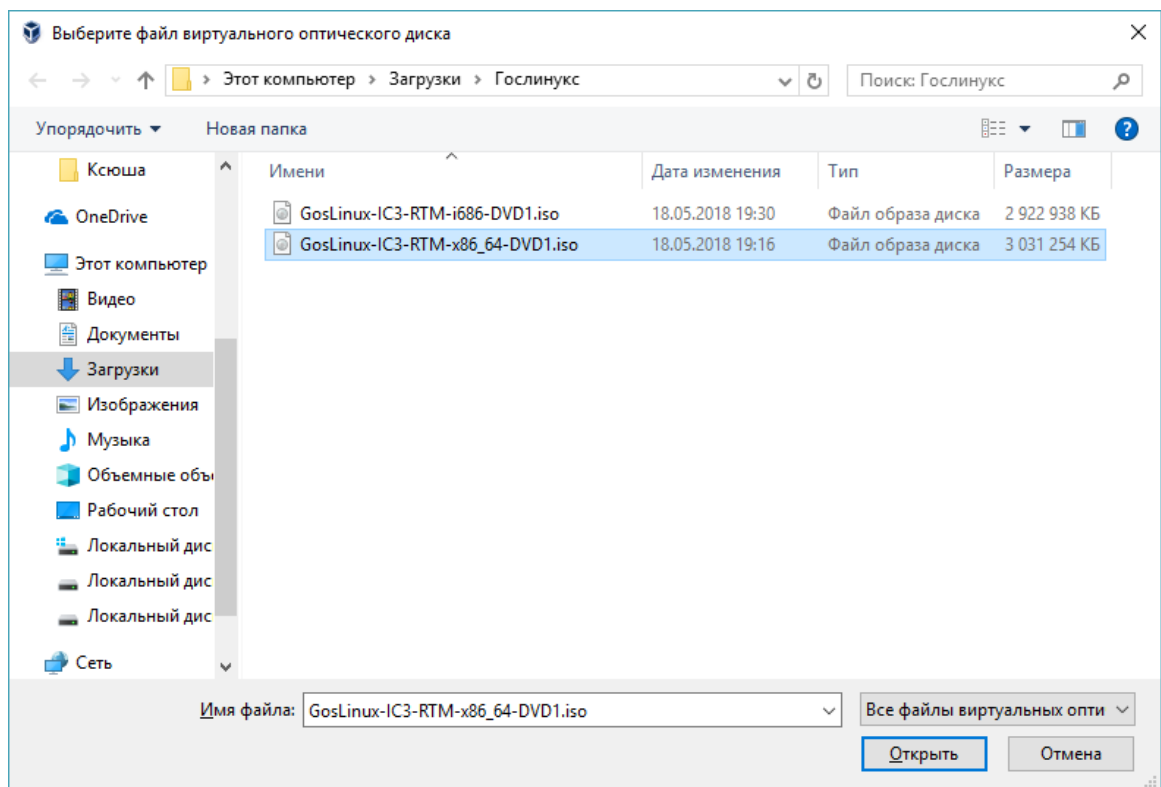 Выберите файл виртуального оптического диска
Этот компьютер > Загрузки > Гослинукс
Поиск: Гослинукс
Упорядочить
Новая папка
Ксюша
OneDrive
Этот компьютер
Видео
Документы
Загрузки
Изображения
Музыка
Объемные объ
Рабочий стол
Локальный дис
Локальный дис
Локальный дис
Сеть
Имени Дата изменения Тип Размера
GosLinux-IC3-RTM-i686-DVD1.iso 18.05.2018 19:30 Файл образа диска 2 922 938 КБ
GosLinux-IC3-RTM-x86_64-DVD1.iso 18.05.2018 19:16 Файл образа диска 3 031 254 КБ
Имя файла: GosLinux-IC3-RTM-x86_64-DVD1.iso
Все файлы виртуальных опти
Открыть Отмена